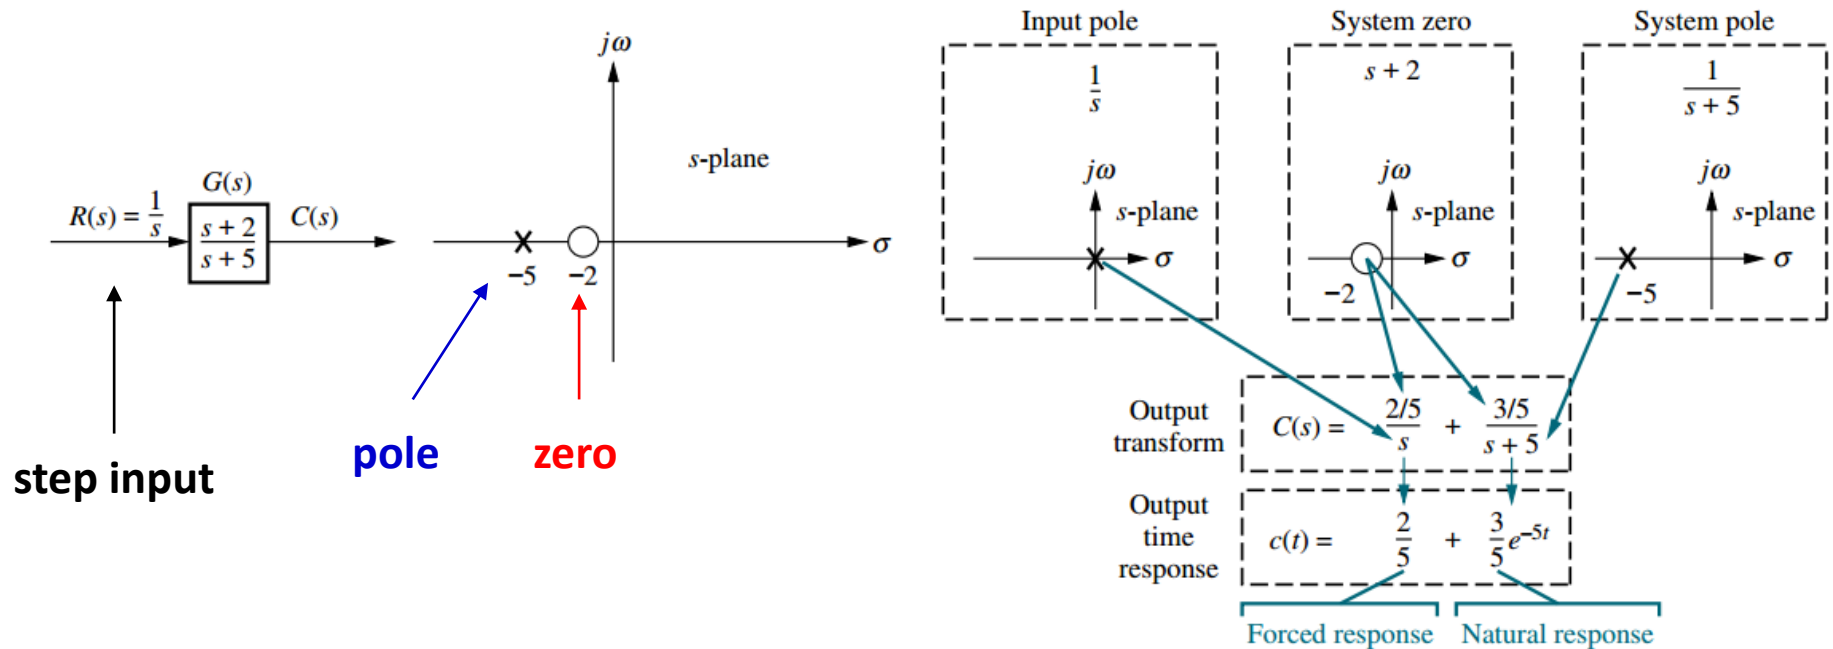 R(s) = 1/s
G(s)
s + 2
s + 5
C(s)
jω
s-plane
σ
−5
−2
step input
pole
zero
Input pole
1/s
jω
s-plane
σ
System zero
s + 2
jω
s-plane
σ
−2
System pole
1/(s + 5)
jω
s-plane
σ
−5
Output
transform
C(s) = (2/5)/s + (3/5)/(s + 5)
Output
time
response
c(t) = 2/5 + 3/5 e^−5t
Forced response
Natural response